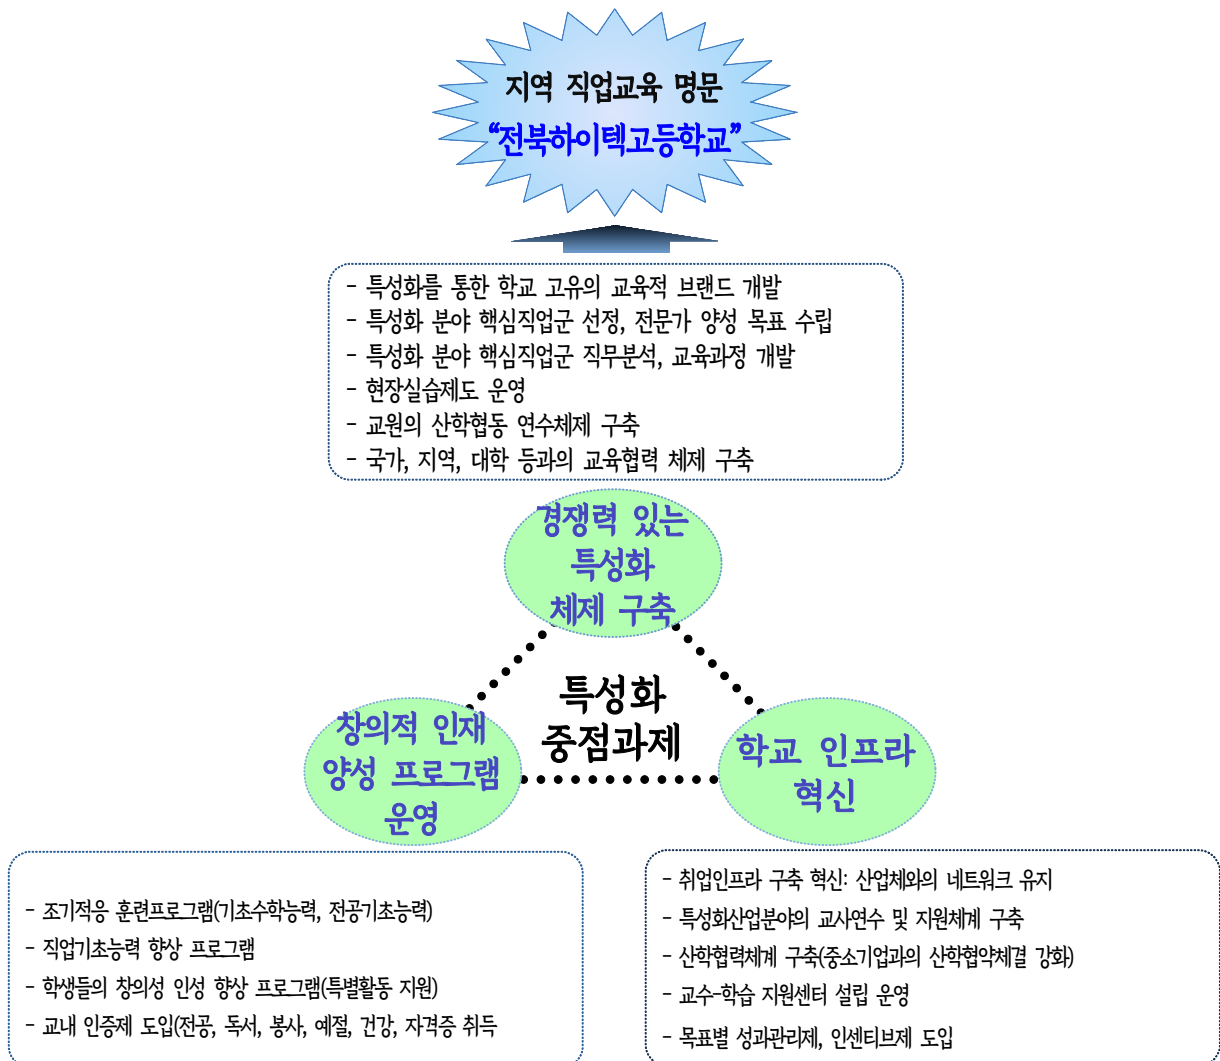 지역 직업교육 명문
“전북하이텍고등학교”
- 특성화를 통한 학교 고유의 교육적 브랜드 개발
- 특성화 분야 핵심직업군 선정, 전문가 양성 목표 수립
- 특성화 분야 핵심직업군 직무분석, 교육과정 개발
- 현장실습제도 운영
- 교원의 산학협동 연수체제 구축
- 국가, 지역, 대학 등과의 교육협력 체제 구축
경쟁력 있는
특성화
체제 구축
특성화
중점과제
창의적 인재
양성 프로그램
운영
학교 인프라
혁신
- 조기적응 훈련프로그램(기초수학능력, 전공기초능력)
- 직업기초능력 향상 프로그램
- 학생들의 창의성 인성 향상 프로그램(특별활동 지원)
- 교내 인증제 도입(전공, 독서, 봉사, 예절, 건강, 자격증 취득
- 취업인프라 구축 혁신: 산업체와의 네트워크 유지
- 특성화산업분야의 교사연수 및 지원체계 구축
- 산학협력체계 구축(중소기업과의 산학협약체결 강화)
- 교수-학습 지원센터 설립 운영
- 목표별 성과관리제, 인센티브제 도입